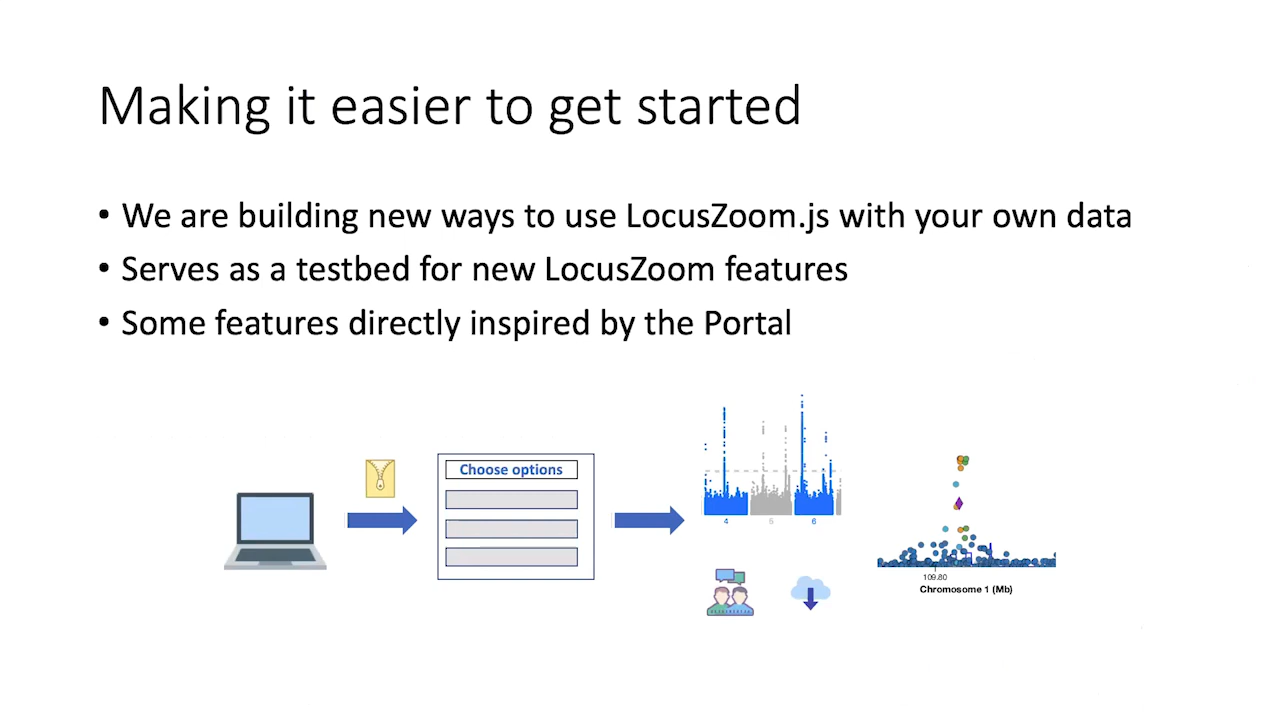 Making it easier to get started
• We are building new ways to use LocusZoom.js with your own data
• Serves as a testbed for new LocusZoom features
• Some features directly inspired by the Portal
Choose options
4 5 6
109.80
Chromosome 1 (Mb)